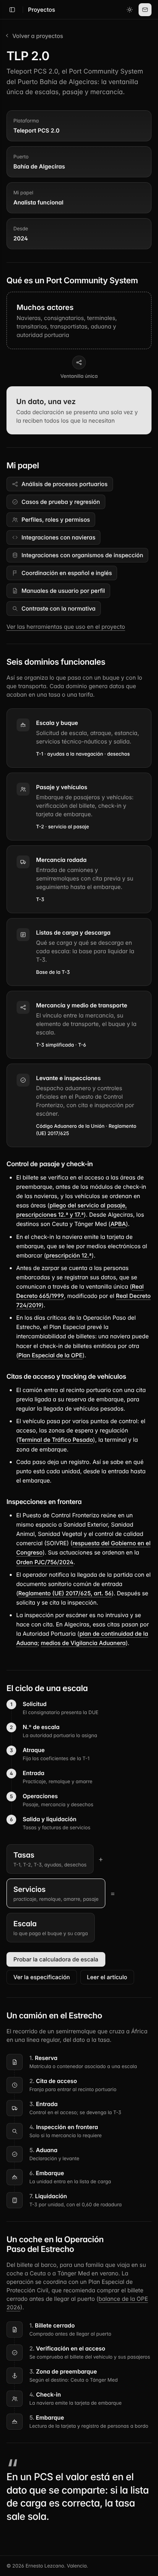 Proyectos
Volver a proyectos
TLP 2.0
Teleport PCS 2.0, el Port Community System
del Puerto Bahía de Algeciras: la ventanilla
única de escalas, pasaje y mercancía.
Plataforma
Teleport PCS 2.0
Puerto
Bahía de Algeciras
Mi papel
Analista funcional
Desde
2024
Qué es un Port Community System
Muchos actores
Navieras, consignatarios, terminales,
transitarios, transportistas, aduana y
autoridad portuaria
Ventanilla única
Un dato, una vez
Cada declaración se presenta una sola vez y
la reciben todos los que la necesitan
Mi papel
Análisis de procesos portuarios
Casos de prueba y regresión
Perfiles, roles y permisos
Integraciones con navieras
Integraciones con organismos de inspección
Coordinación en español e inglés
Manuales de usuario por perfil
Contraste con la normativa
Ver las herramientas que uso en el proyecto
Seis dominios funcionales
Así se organiza lo que pasa con un buque y con lo
que transporta. Cada dominio genera datos que
acaban en una tasa o una tarifa.
Escala y buque
Solicitud de escala, atraque, estancia,
servicios técnico-náuticos y salida.
T-1 · ayudas a la navegación · desechos
Pasaje y vehículos
Embarque de pasajeros y vehículos:
verificación del billete, check-in y
tarjeta de embarque.
T-2 · servicio al pasaje
Mercancía rodada
Entrada de camiones y
semirremolques con cita previa y su
seguimiento hasta el embarque.
T-3
Listas de carga y descarga
Qué se carga y qué se descarga en
cada escala: la base para liquidar la
T-3.
Base de la T-3
Mercancía y medio de transporte
El vínculo entre la mercancía, su
elemento de transporte, el buque y la
escala.
T-3 simplificada · T-6
Levante e inspecciones
Despacho aduanero y controles
oficiales en el Puesto de Control
Fronterizo, con cita e inspección por
escáner.
Código Aduanero de la Unión · Reglamento
(UE) 2017/625
Control de pasaje y check-in
El billete se verifica en el acceso a las áreas de
preembarque, antes de los módulos de check-in
de las navieras, y los vehículos se ordenan en
esas áreas (pliego del servicio al pasaje,
prescripciones 12.ª y 17.ª). Desde Algeciras, los
destinos son Ceuta y Tánger Med (APBA).
En el check-in la naviera emite la tarjeta de
embarque, que se lee por medios electrónicos al
embarcar (prescripción 12.ª).
Antes de zarpar se cuentan las personas
embarcadas y se registran sus datos, que se
comunican a través de la ventanilla única (Real
Decreto 665/1999, modificado por el Real Decreto
724/2019).
En los días críticos de la Operación Paso del
Estrecho, el Plan Especial prevé la
intercambiabilidad de billetes: una naviera puede
hacer el check-in de billetes emitidos por otra
(Plan Especial de la OPE).
Citas de acceso y tracking de vehículos
El camión entra al recinto portuario con una cita
previa ligada a su reserva de embarque, para
regular la llegada de vehículos pesados.
El vehículo pasa por varios puntos de control: el
acceso, las zonas de espera y regulación
(Terminal de Tráfico Pesado), la terminal y la
zona de embarque.
Cada paso deja un registro. Así se sabe en qué
punto está cada unidad, desde la entrada hasta
el embarque.
Inspecciones en frontera
El Puesto de Control Fronterizo reúne en un
mismo espacio a Sanidad Exterior, Sanidad
Animal, Sanidad Vegetal y el control de calidad
comercial (SOIVRE) (respuesta del Gobierno en el
Congreso). Sus actuaciones se ordenan en la
Orden PJC/756/2024.
El operador notifica la llegada de la partida con el
documento sanitario común de entrada
(Reglamento (UE) 2017/625, art. 56). Después se
solicita y se cita la inspección.
La inspección por escáner es no intrusiva y se
hace con cita. En Algeciras, esas citas pasan por
la Autoridad Portuaria (plan de continuidad de la
Aduana; medios de Vigilancia Aduanera).
El ciclo de una escala
1 Solicitud
El consignatario presenta la DUE
2 N.º de escala
La autoridad portuaria lo asigna
3 Atraque
Fija los coeficientes de la T-1
4 Entrada
Practicaje, remolque y amarre
5 Operaciones
Pasaje, mercancía y desechos
6 Salida y liquidación
Tasas y facturas de servicios
Tasas
T-1, T-2, T-3, ayudas, desechos
+
Servicios
practicaje, remolque, amarre, pasaje
=
Escala
lo que paga el buque y su carga
Probar la calculadora de escala
Ver la especificación
Leer el artículo
Un camión en el Estrecho
El recorrido de un semirremolque que cruza a África
en una línea regular, del dato a la tasa.
1. Reserva
Matrícula o contenedor asociado a una escala
2. Cita de acceso
Franja para entrar al recinto portuario
3. Entrada
Control en el acceso; se devenga la T-3
4. Inspección en frontera
Solo si la mercancía la requiere
5. Aduana
Declaración y levante
6. Embarque
La unidad entra en la lista de carga
7. Liquidación
T-3 por unidad, con el 0,60 de rodadura
Un coche en la Operación
Paso del Estrecho
Del billete al barco, para una familia que viaja en su
coche a Ceuta o a Tánger Med en verano. La
operación se coordina con un Plan Especial de
Protección Civil, que recomienda comprar el billete
cerrado antes de llegar al puerto (balance de la OPE
2026).
1. Billete cerrado
Comprado antes de llegar al puerto
2. Verificación en el acceso
Se comprueba el billete del vehículo y sus pasajeros
3. Zona de preembarque
Según el destino: Ceuta o Tánger Med
4. Check-in
La naviera emite la tarjeta de embarque
5. Embarque
Lectura de la tarjeta y registro de personas a bordo
"
En un PCS el valor está en el
dato que se comparte: si la lista
de carga es correcta, la tasa
sale sola.
© 2026 Ernesto Lezcano. Valencia.